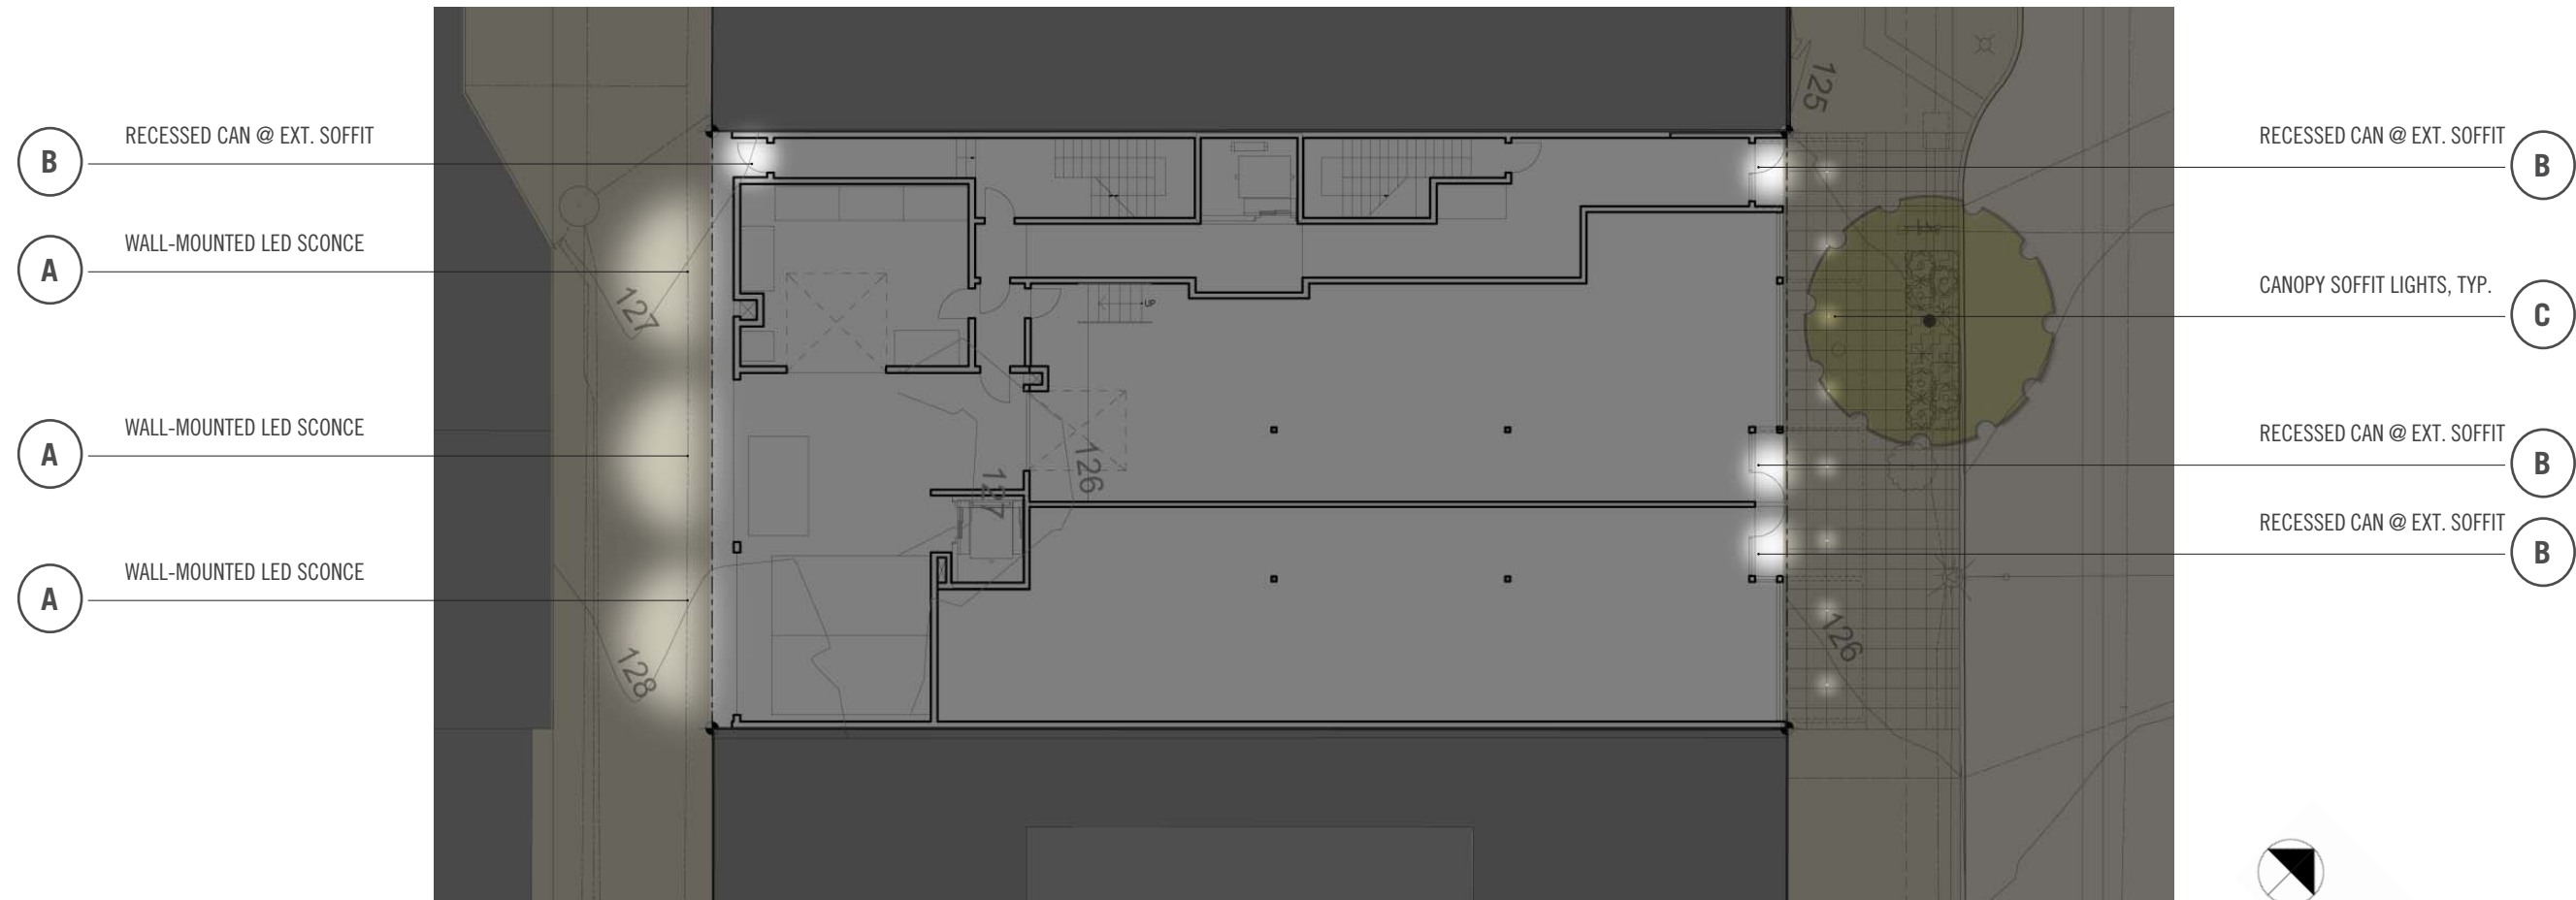 RECESSED CAN @ EXT. SOFFIT
B
WALL-MOUNTED LED SCONCE
A
WALL-MOUNTED LED SCONCE
A
WALL-MOUNTED LED SCONCE
A
127
128
UP
127
126
125
126
RECESSED CAN @ EXT. SOFFIT
B
CANOPY SOFFIT LIGHTS, TYP.
C
RECESSED CAN @ EXT. SOFFIT
B
RECESSED CAN @ EXT. SOFFIT
B